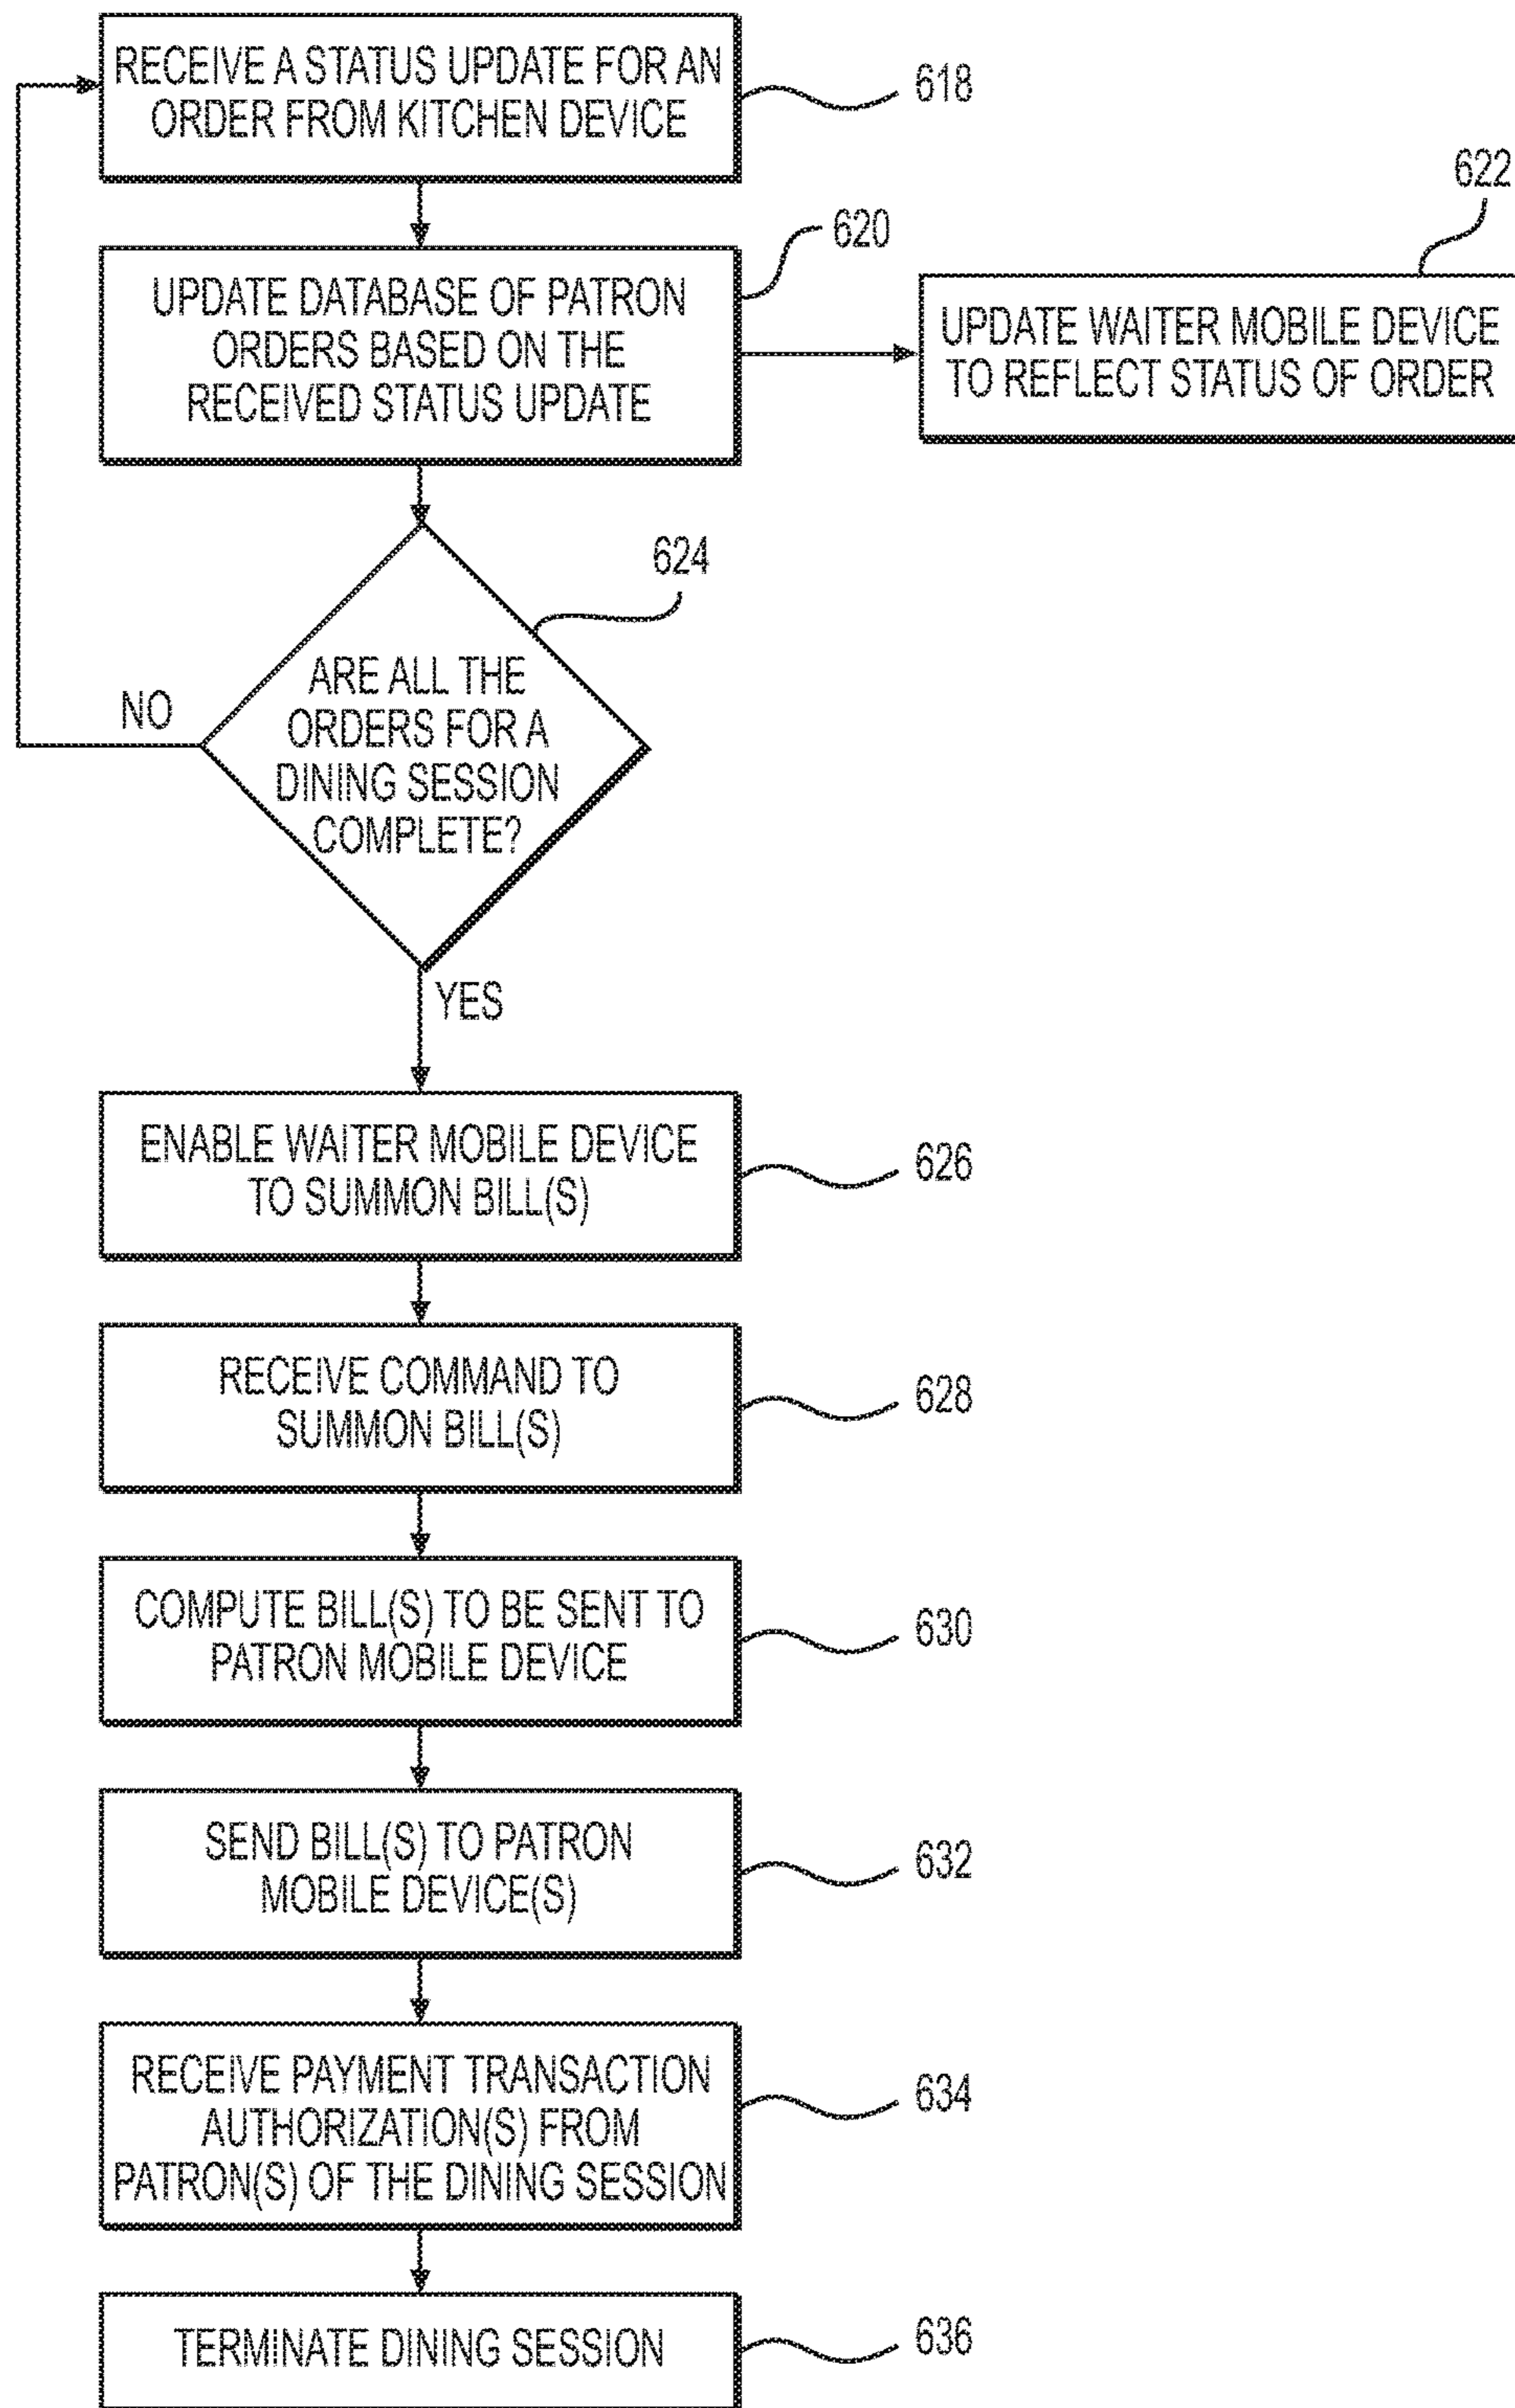 RECEIVE A STATUS UPDATE FOR AN
ORDER FROM KITCHEN DEVICE
618
622
620
UPDATE DATABASE OF PATRON
ORDERS BASED ON THE
RECEIVED STATUS UPDATE
UPDATE WAITER MOBILE DEVICE
TO REFLECT STATUS OF ORDER
624
ARE ALL THE
ORDERS FOR A
DINING SESSION
COMPLETE?
NO
YES
ENABLE WAITER MOBILE DEVICE
TO SUMMON BILL(S)
626
RECEIVE COMMAND TO
SUMMON BILL(S)
628
COMPUTE BILL(S) TO BE SENT TO
PATRON MOBILE DEVICE
630
SEND BILL(S) TO PATRON
MOBILE DEVICE(S)
632
RECEIVE PAYMENT TRANSACTION
AUTHORIZATION(S) FROM
PATRON(S) OF THE DINING SESSION
634
TERMINATE DINING SESSION
636